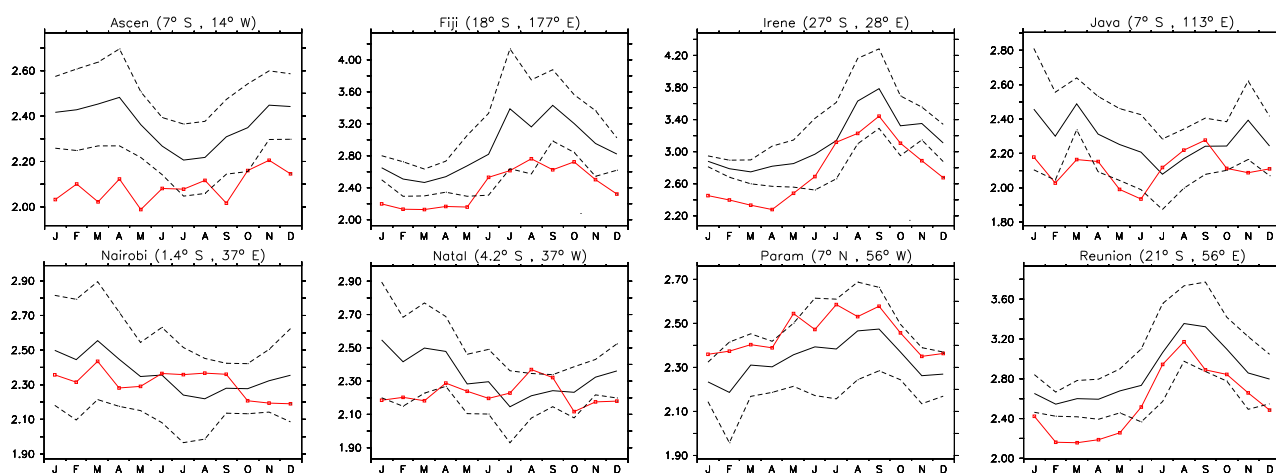 Ascen (7° S , 14° W)
Fiji (18° S , 177° E)
Irene (27° S , 28° E)
Java (7° S , 113° E)
2.60
2.40
2.20
2.00
4.00
3.60
3.20
2.80
2.40
2.00
4.20
3.80
3.40
3.00
2.60
2.20
2.80
2.60
2.40
2.20
2.00
1.80
J F M A M J J A S O N D
J F M A M J J A S O N D
J F M A M J J A S O N D
J F M A M J J A S O N D
Nairobi (1.4° S , 37° E)
Natal (4.2° S , 37° W)
Param (7° N , 56° W)
Reunion (21° S , 56° E)
2.90
2.70
2.50
2.30
2.10
1.90
2.90
2.70
2.50
2.30
2.10
1.90
2.70
2.50
2.30
2.10
1.90
3.60
3.20
2.80
2.40
2.00
J F M A M J J A S O N D
J F M A M J J A S O N D
J F M A M J J A S O N D
J F M A M J J A S O N D